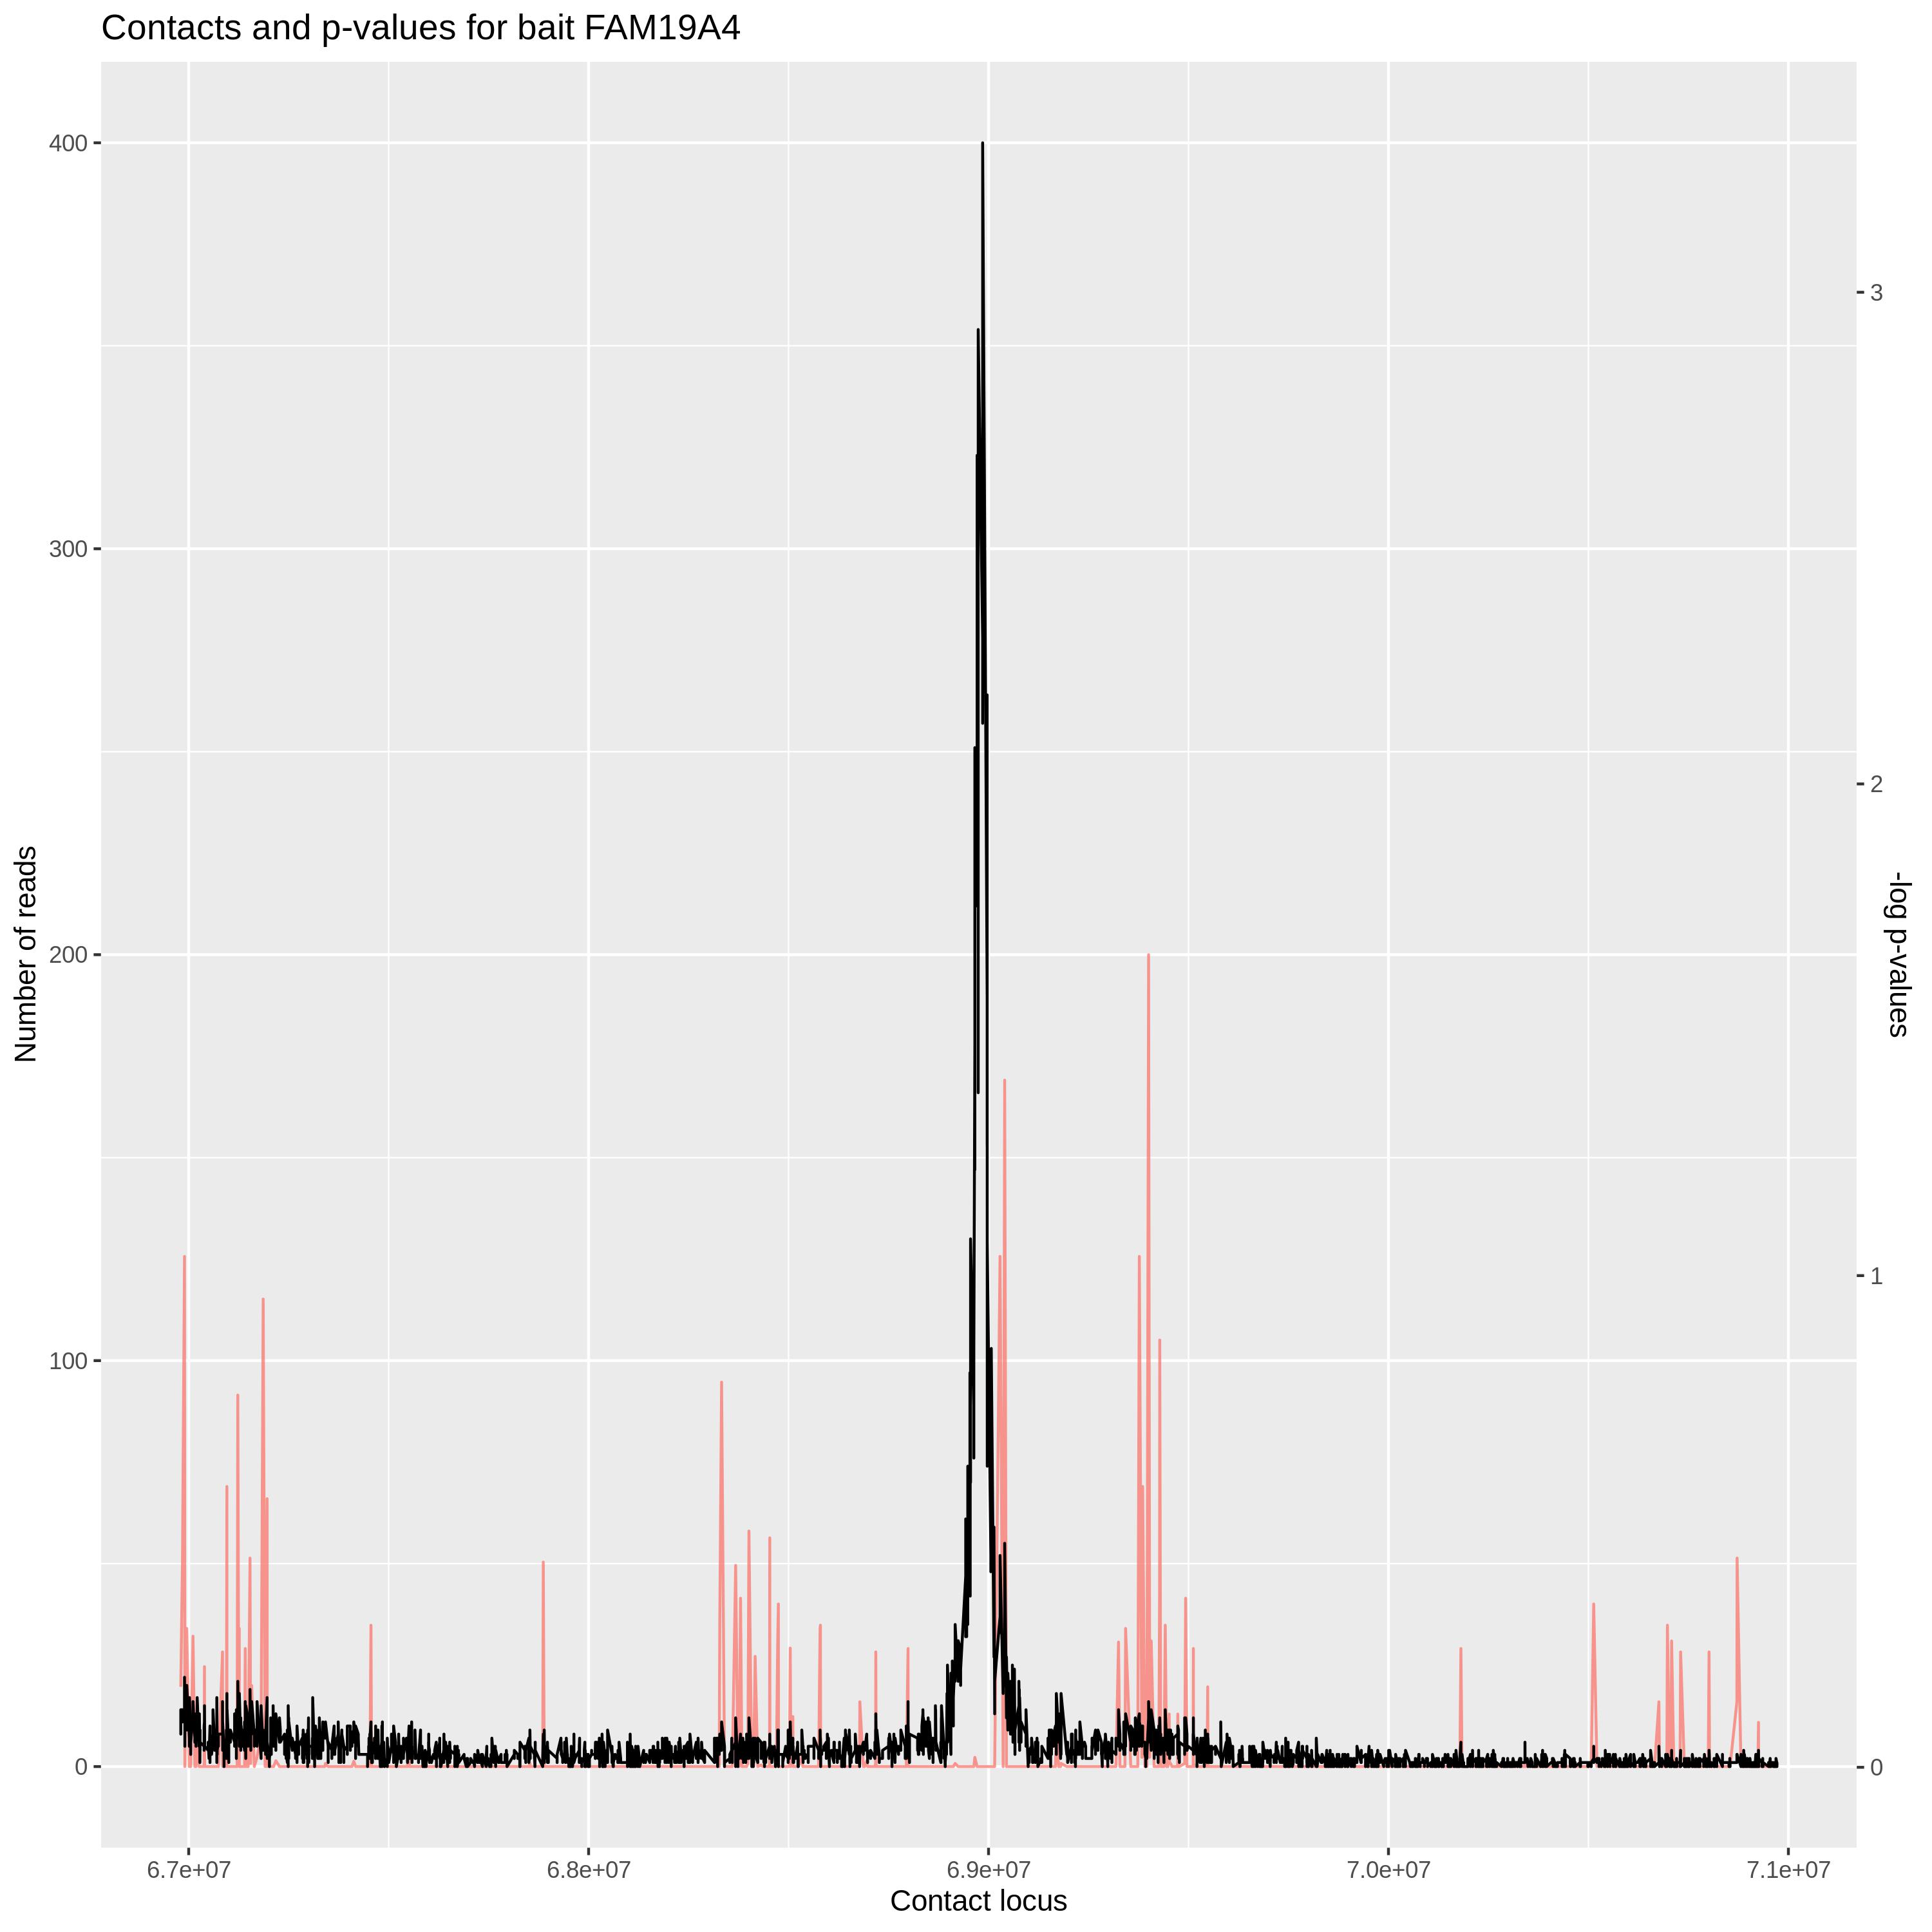 Contacts and p-values for bait FAM19A4
400
300
200
100
0
Number of reads
3
2
1
0
-log p-values
6.7e+07
6.8e+07
6.9e+07
7.0e+07
7.1e+07
Contact locus